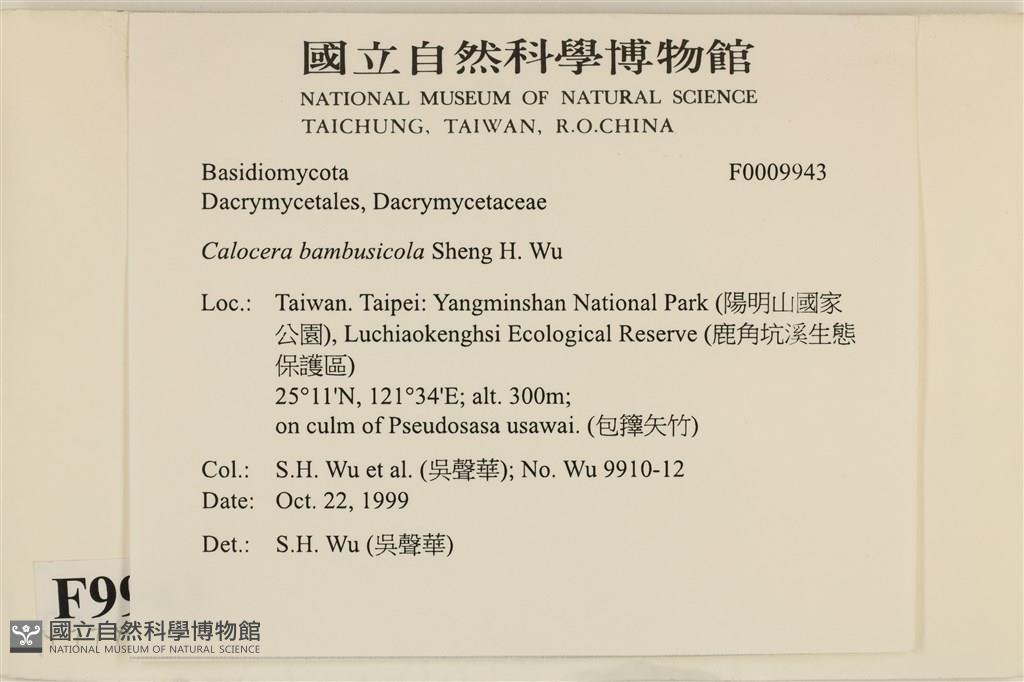 國立自然科學博物館
NATIONAL MUSEUM OF NATURAL SCIENCE
TAICHUNG, TAIWAN, R.O.CHINA
Basidiomycota F0009943
Dacrymycetales, Dacrymycetaceae
Calocera bambusicola Sheng H. Wu
Loc.: Taiwan. Taipei: Yangminshan National Park (陽明山國家
公園), Luchiaokenghsi Ecological Reserve (鹿角坑溪生態
保護區)
25°11'N, 121°34'E; alt. 300m;
on culm of Pseudosasa usawai. (包籜矢竹)
Col.: S.H. Wu et al. (吳聲華); No. Wu 9910-12
Date: Oct. 22, 1999
Det.: S.H. Wu (吳聲華)
F99
國立自然科學博物館
NATIONAL MUSEUM OF NATURAL SCIENCE